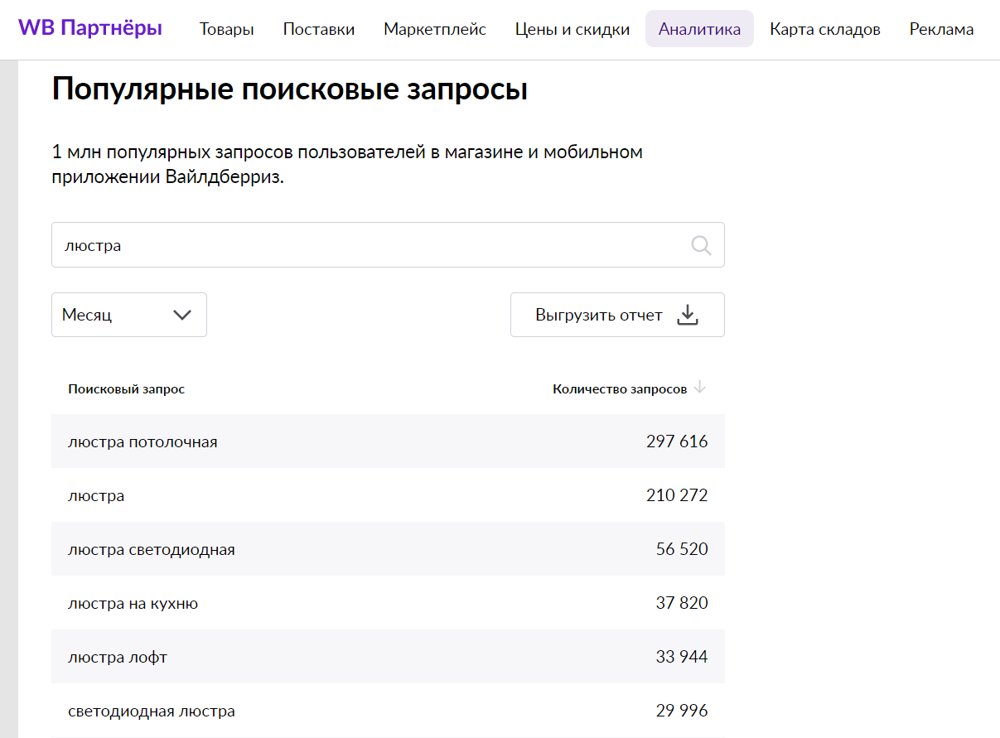 WB Партнёры Товары Поставки Маркетплейс Цены и скидки Аналитика Карта складов Реклама
Популярные поисковые запросы
1 млн популярных запросов пользователей в магазине и мобильном
приложении Вайлдберриз.
люстра
Месяц Выгрузить отчет
Поисковый запрос Количество запросов
люстра потолочная 297 616
люстра 210 272
люстра светодиодная 56 520
люстра на кухню 37 820
люстра лофт 33 944
светодиодная люстра 29 996